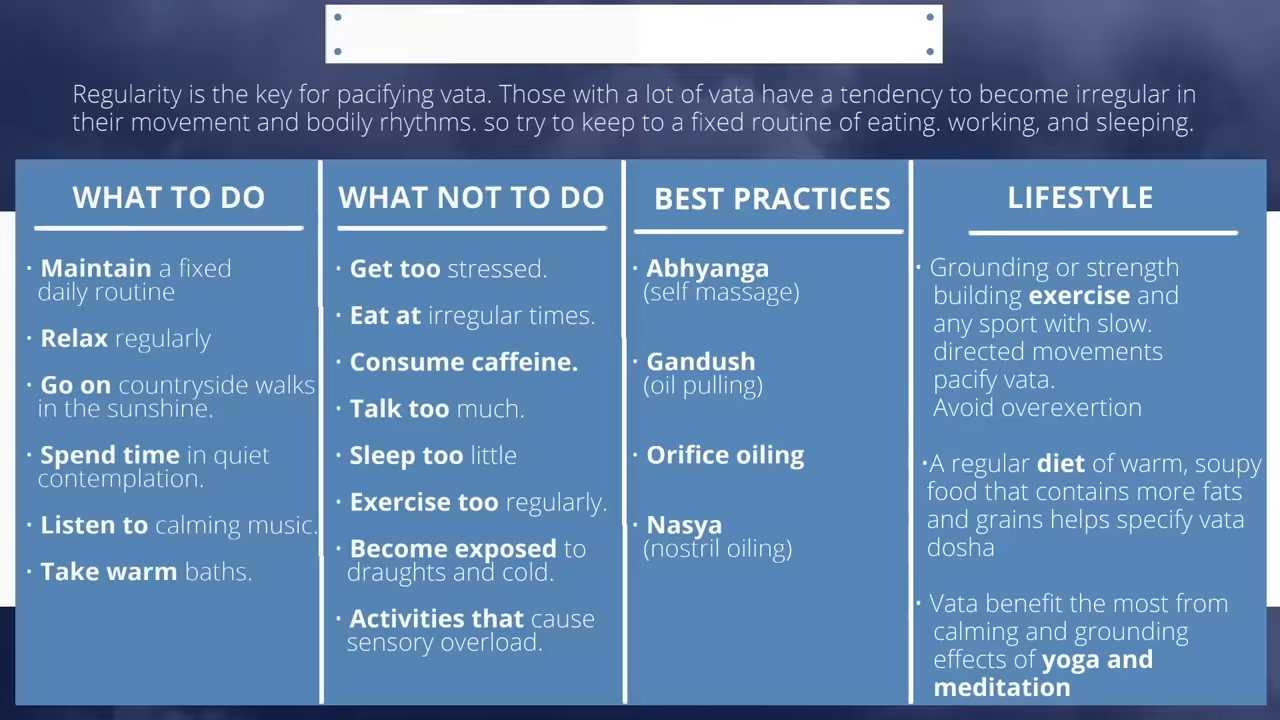 Regularity is the key for pacifying vata. Those with a lot of vata have a tendency to become irregular in
their movement and bodily rhythms. so try to keep to a fixed routine of eating. working, and sleeping.
WHAT TO DO
· Maintain a fixed
daily routine
· Relax regularly
· Go on countryside walks
in the sunshine.
· Spend time in quiet
contemplation.
· Listen to calming music.
· Take warm baths.
WHAT NOT TO DO
· Get too stressed.
· Eat at irregular times.
· Consume caffeine.
· Talk too much.
· Sleep too little
· Exercise too regularly.
· Become exposed to
draughts and cold.
· Activities that cause
sensory overload.
BEST PRACTICES
· Abhyanga
(self massage)
· Gandush
(oil pulling)
· Orifice oiling
· Nasya
(nostril oiling)
LIFESTYLE
· Grounding or strength
building exercise and
any sport with slow.
directed movements
pacify vata.
Avoid overexertion
·A regular diet of warm, soupy
food that contains more fats
and grains helps specify vata
dosha
· Vata benefit the most from
calming and grounding
effects of yoga and
meditation